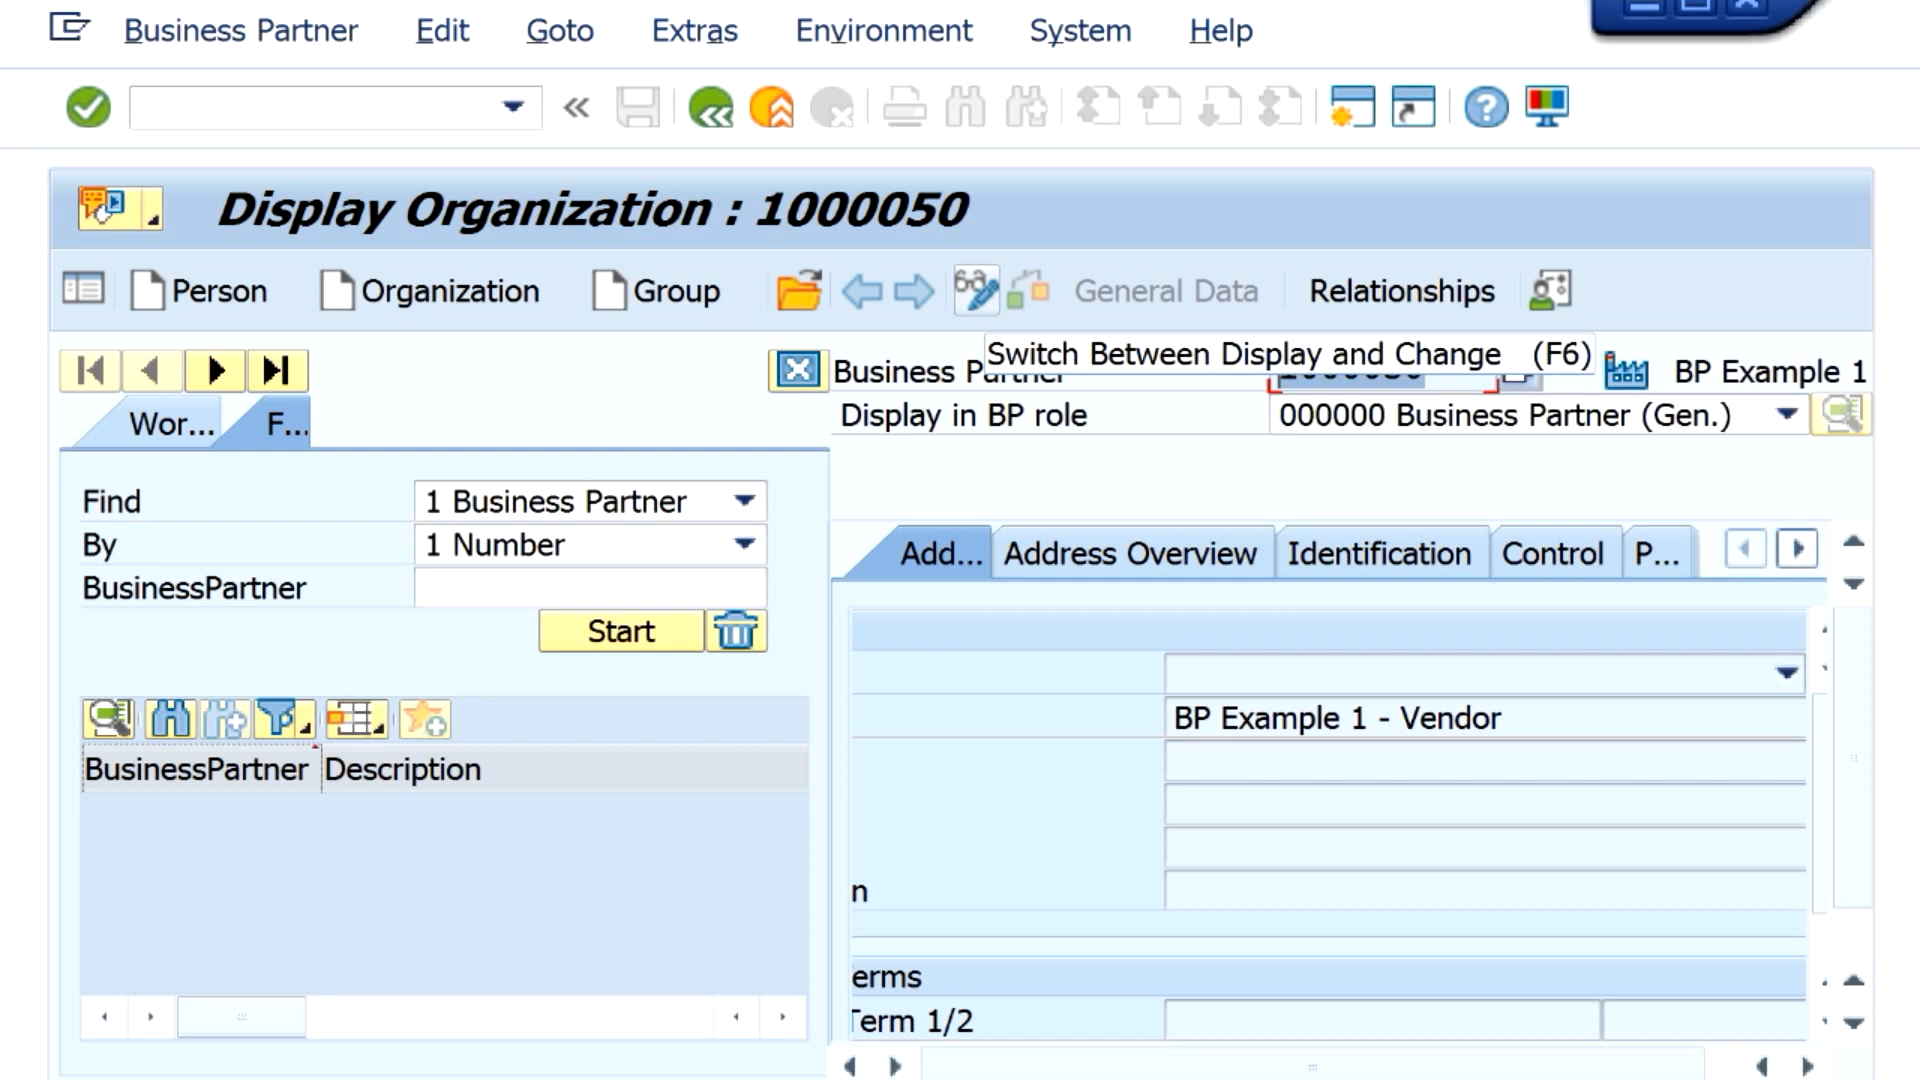 Business Partner Edit Goto Extras Environment System Help
Display Organization : 1000050
Person Organization Group General Data Relationships
Switch Between Display and Change (F6)
Business Partner BP Example 1
Wor... F...
Display in BP role 000000 Business Partner (Gen.)
Find 1 Business Partner
By 1 Number
BusinessPartner
Start
Add... Address Overview Identification Control P...
BP Example 1 - Vendor
BusinessPartner Description
n
erms
Term 1/2